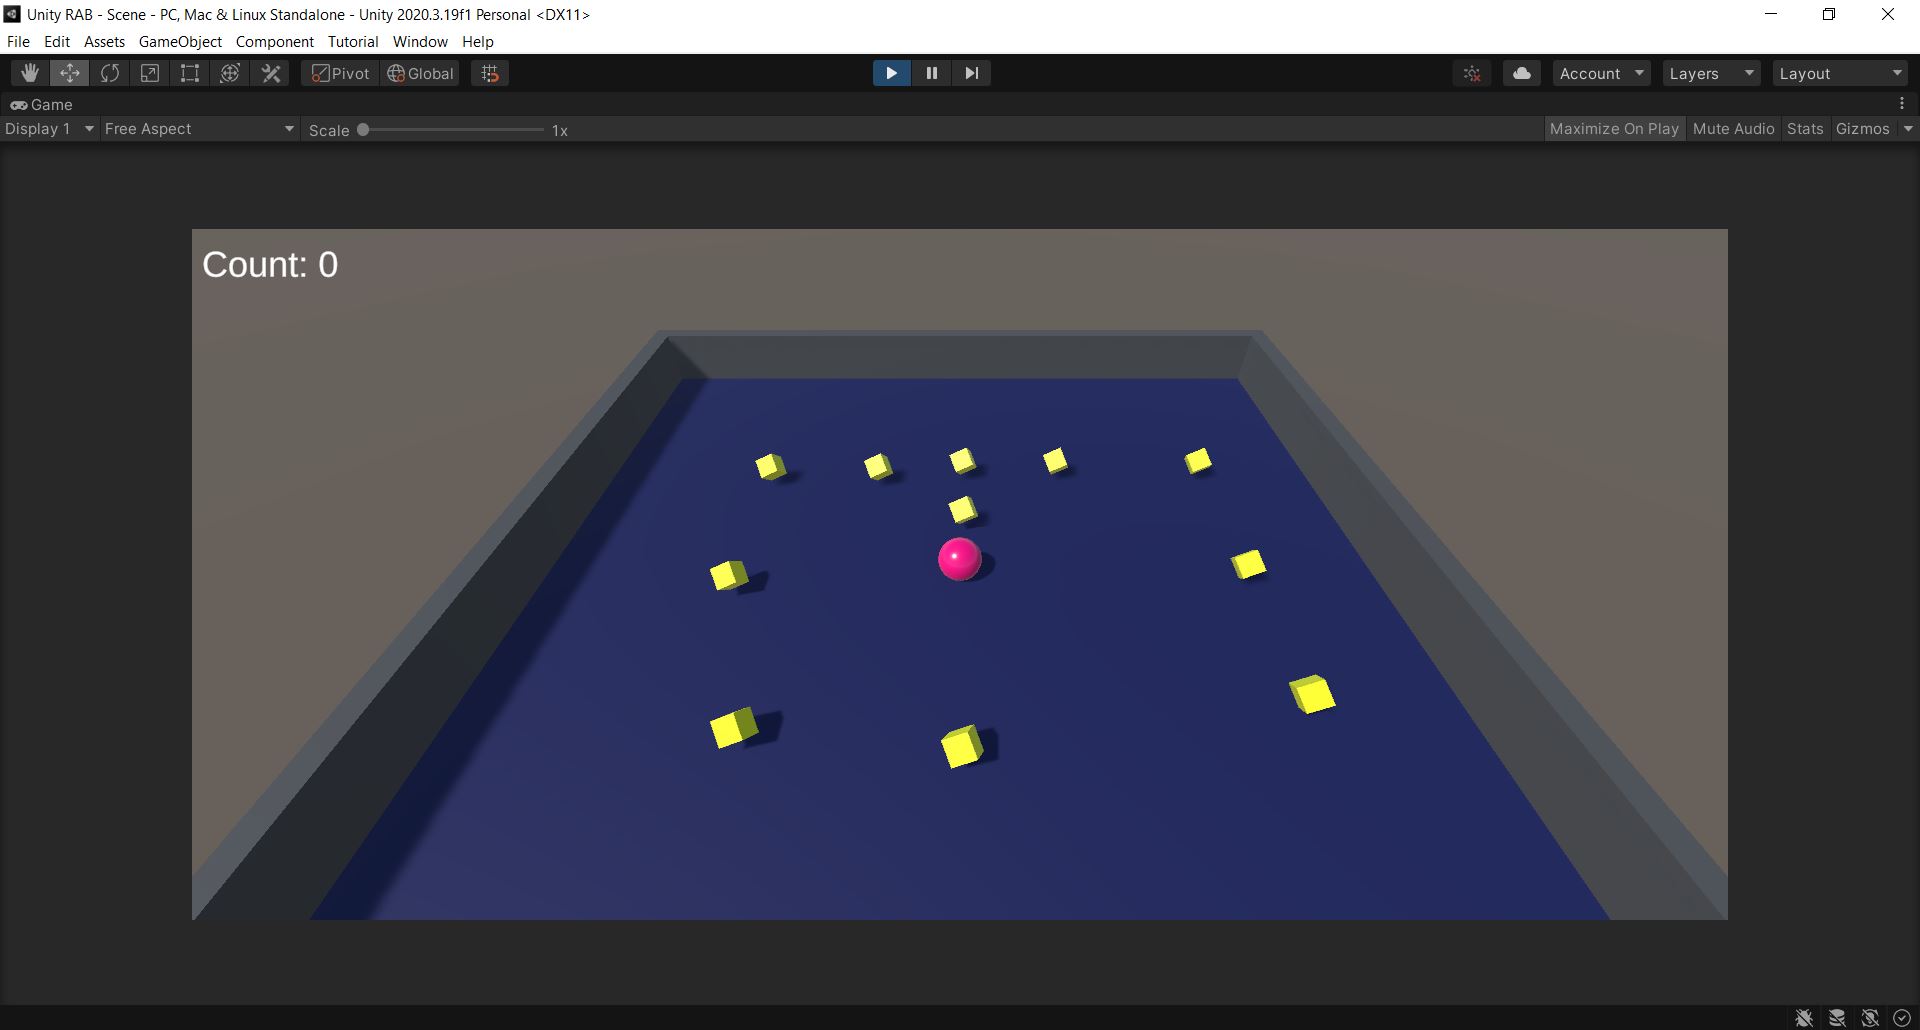 Unity RAB - Scene - PC, Mac & Linux Standalone - Unity 2020.3.19f1 Personal <DX11>
File Edit Assets GameObject Component Tutorial Window Help
Pivot Global Account Layers Layout
Game
Display 1 Free Aspect Scale 1x Maximize On Play Mute Audio Stats Gizmos
Count: 0